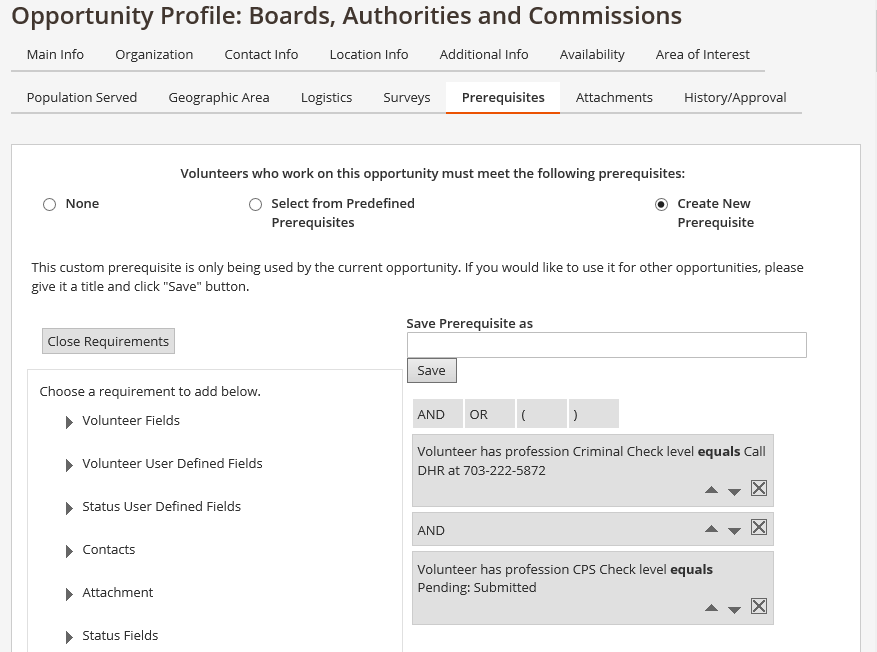 Opportunity Profile: Boards, Authorities and Commissions
Main Info Organization Contact Info Location Info Additional Info Availability Area of Interest
Population Served Geographic Area Logistics Surveys Prerequisites Attachments History/Approval
Volunteers who work on this opportunity must meet the following prerequisites:
None
Select from Predefined
Prerequisites
Create New
Prerequisite
This custom prerequisite is only being used by the current opportunity. If you would like to use it for other opportunities, please
give it a title and click "Save" button.
Close Requirements
Choose a requirement to add below.
Volunteer Fields
Volunteer User Defined Fields
Status User Defined Fields
Contacts
Attachment
Status Fields
Save Prerequisite as
Save
AND OR ( )
Volunteer has profession Criminal Check level equals Call
DHR at 703-222-5872
AND
Volunteer has profession CPS Check level equals
Pending: Submitted